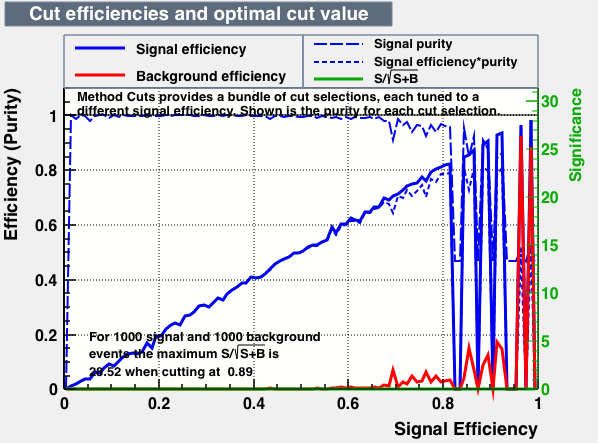 Cut efficiencies and optimal cut value
Signal efficiency
Background efficiency
Signal purity
Signal efficiency*purity
S/√S+B
Method Cuts provides a bundle of cut selections, each tuned to a
different signal efficiency. Shown is the purity for each cut selection.
Efficiency (Purity)
1
0.8
0.6
0.4
0.2
0
30
25
20
15
10
5
0
Significance
For 1000 signal and 1000 background
events the maximum S/√S+B is
when cutting at 0.89
0
0.2
0.4
0.6
0.8
1
Signal Efficiency